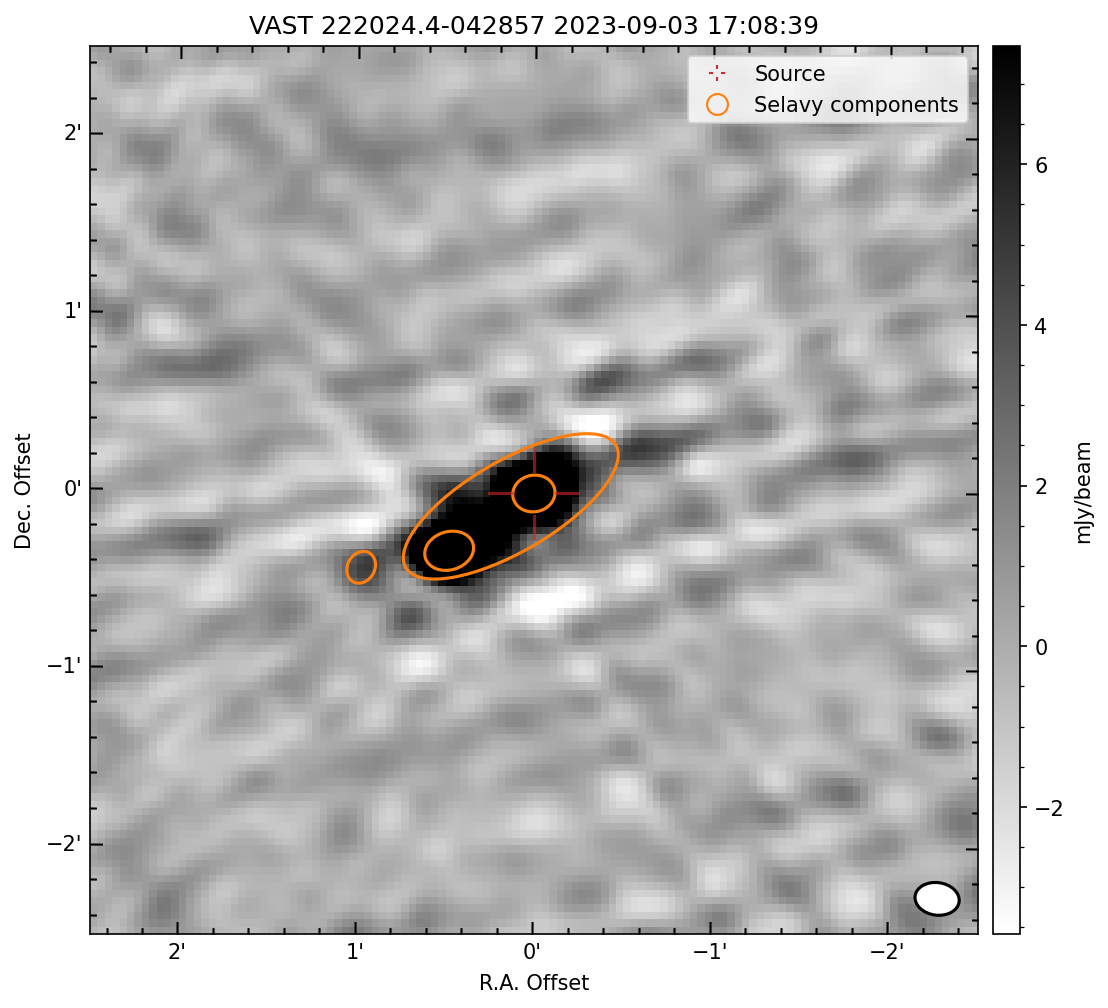 VAST 222024.4-042857 2023-09-03 17:08:39
Source
Selavy components
2'
1'
0'
−1'
−2'
Dec. Offset
2'
1'
0'
−1'
−2'
R.A. Offset
6
4
2
0
−2
mJy/beam